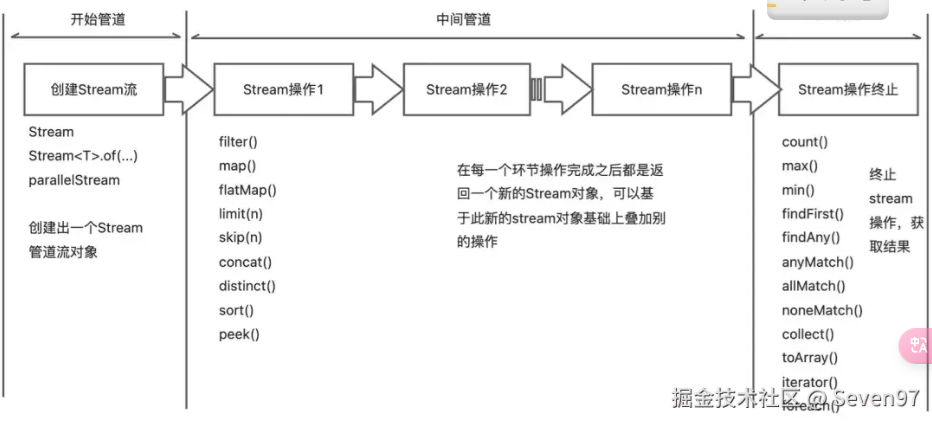 开始管道
中间管道
创建Stream流
Stream操作1
Stream操作2
Stream操作n
Stream操作终止
Stream
Stream<T>.of(...)
parallelStream
创建出一个Stream
管道流对象
filter()
map()
flatMap()
limit(n)
skip(n)
concat()
distinct()
sort()
peek()
在每一个环节操作完成之后都是返
回一个新的Stream对象，可以基
于此新的stream对象基础上叠加别
的操作
count()
max()
min()
findFirst()
findAny()
anyMatch()
allMatch()
noneMatch()
collect()
toArray()
iterator()
foreach()
终止
stream
操作，获
取结果
中A
掘金技术社区 @ Seven97